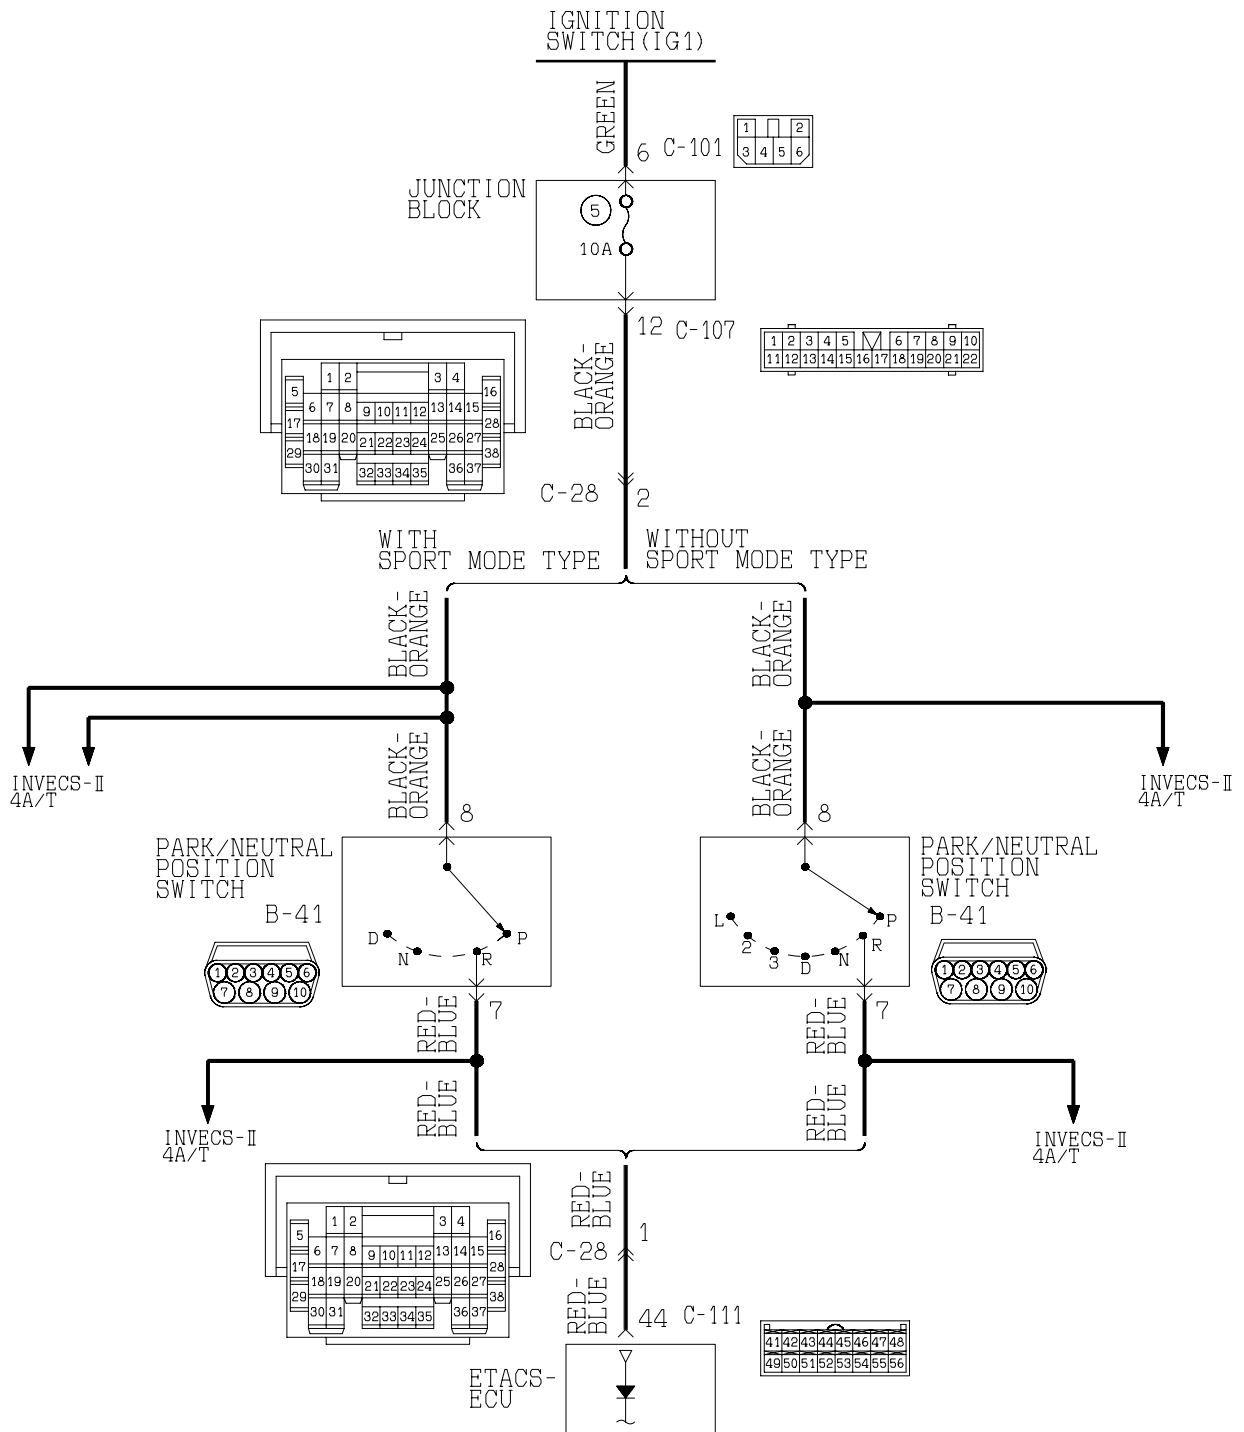 IGNITION
SWITCH(IG1)
GREEN
6 C-101
1 2
3 4 5 6
JUNCTION
BLOCK
5
10A
12 C-107
1 2 3 4 5 6 7 8 9 10
11 12 13 14 15 16 17 18 19 20 21 22
BLACK-
ORANGE
1 2 3 4
5 16
6 7 8 9 10 11 12 13 14 15
17 28
18 19 20 21 22 23 24 25 26 27
29 38
30 31 32 33 34 35 36 37
C-28 2
WITH
SPORT MODE TYPE
WITHOUT
SPORT MODE TYPE
BLACK-
ORANGE
BLACK-
ORANGE
INVECS-Ⅱ
4A/T
BLACK-
ORANGE
BLACK-
ORANGE
INVECS-Ⅱ
4A/T
8
8
PARK/NEUTRAL
POSITION
SWITCH
B-41
1 2 3 4 5 6
7 8 9 10
D N R P
PARK/NEUTRAL
POSITION
SWITCH
B-41
1 2 3 4 5 6
7 8 9 10
L 2 3 D N R P
7
7
RED-
BLUE
RED-
BLUE
INVECS-Ⅱ
4A/T
RED-
BLUE
RED-
BLUE
INVECS-Ⅱ
4A/T
RED-
BLUE
1
C-28
1 2 3 4
5 16
6 7 8 9 10 11 12 13 14 15
17 28
18 19 20 21 22 23 24 25 26 27
29 38
30 31 32 33 34 35 36 37
RED-
BLUE
44 C-111
41 42 43 44 45 46 47 48
49 50 51 52 53 54 55 56
ETACS-
ECU